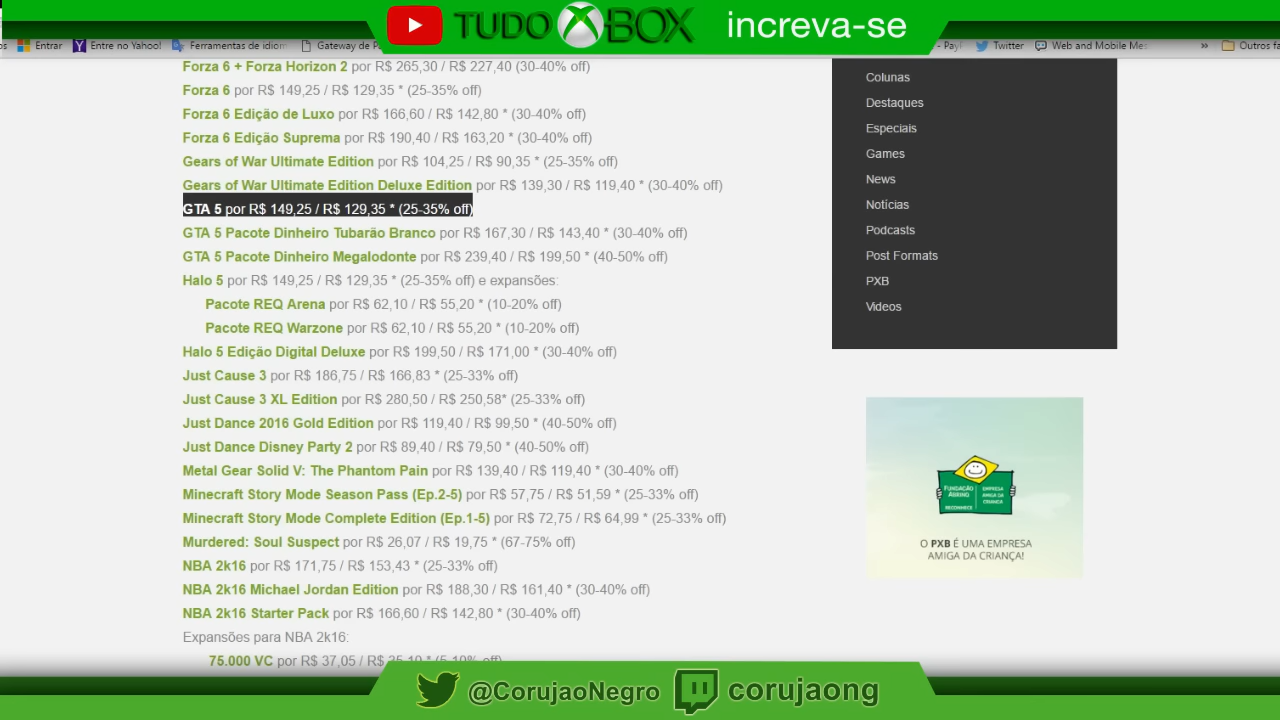 TUDO BOX increva-se
Entrar Entre no Yahoo! Ferramentas de idiom Gateway de Pa - Payl Twitter Web and Mobile Mes » Outros fa
Forza 6 + Forza Horizon 2 por R$ 265,30 / R$ 227,40 (30-40% off)
Forza 6 por R$ 149,25 / R$ 129,35 * (25-35% off)
Forza 6 Edição de Luxo por R$ 166,60 / R$ 142,80 * (30-40% off)
Forza 6 Edição Suprema por R$ 190,40 / R$ 163,20 * (30-40% off)
Gears of War Ultimate Edition por R$ 104,25 / R$ 90,35 * (25-35% off)
Gears of War Ultimate Edition Deluxe Edition por R$ 139,30 / R$ 119,40 * (30-40% off)
GTA 5 por R$ 149,25 / R$ 129,35 * (25-35% off)
GTA 5 Pacote Dinheiro Tubarão Branco por R$ 167,30 / R$ 143,40 * (30-40% off)
GTA 5 Pacote Dinheiro Megalodonte por R$ 239,40 / R$ 199,50 * (40-50% off)
Halo 5 por R$ 149,25 / R$ 129,35 * (25-35% off) e expansões:
Pacote REQ Arena por R$ 62,10 / R$ 55,20 * (10-20% off)
Pacote REQ Warzone por R$ 62,10 / R$ 55,20 * (10-20% off)
Halo 5 Edição Digital Deluxe por R$ 199,50 / R$ 171,00 * (30-40% off)
Just Cause 3 por R$ 186,75 / R$ 166,83 * (25-33% off)
Just Cause 3 XL Edition por R$ 280,50 / R$ 250,58* (25-33% off)
Just Dance 2016 Gold Edition por R$ 119,40 / R$ 99,50 * (40-50% off)
Just Dance Disney Party 2 por R$ 89,40 / R$ 79,50 * (40-50% off)
Metal Gear Solid V: The Phantom Pain por R$ 139,40 / R$ 119,40 * (30-40% off)
Minecraft Story Mode Season Pass (Ep.2-5) por R$ 57,75 / R$ 51,59 * (25-33% off)
Minecraft Story Mode Complete Edition (Ep.1-5) por R$ 72,75 / R$ 64,99 * (25-33% off)
Murdered: Soul Suspect por R$ 26,07 / R$ 19,75 * (67-75% off)
NBA 2k16 por R$ 171,75 / R$ 153,43 * (25-33% off)
NBA 2k16 Michael Jordan Edition por R$ 188,30 / R$ 161,40 * (30-40% off)
NBA 2k16 Starter Pack por R$ 166,60 / R$ 142,80 * (30-40% off)
Expansões para NBA 2k16:
75.000 VC por R$ 37,05 / R$ 35,10 * (5-10% off)
Colunas
Destaques
Especiais
Games
News
Notícias
Podcasts
Post Formats
PXB
Videos
FUNDAÇÃO ABRINQ RECONHECE
EMPRESA AMIGA DA CRIANÇA
O PXB É UMA EMPRESA
AMIGA DA CRIANÇA!
@CorujaoNegro corujaong